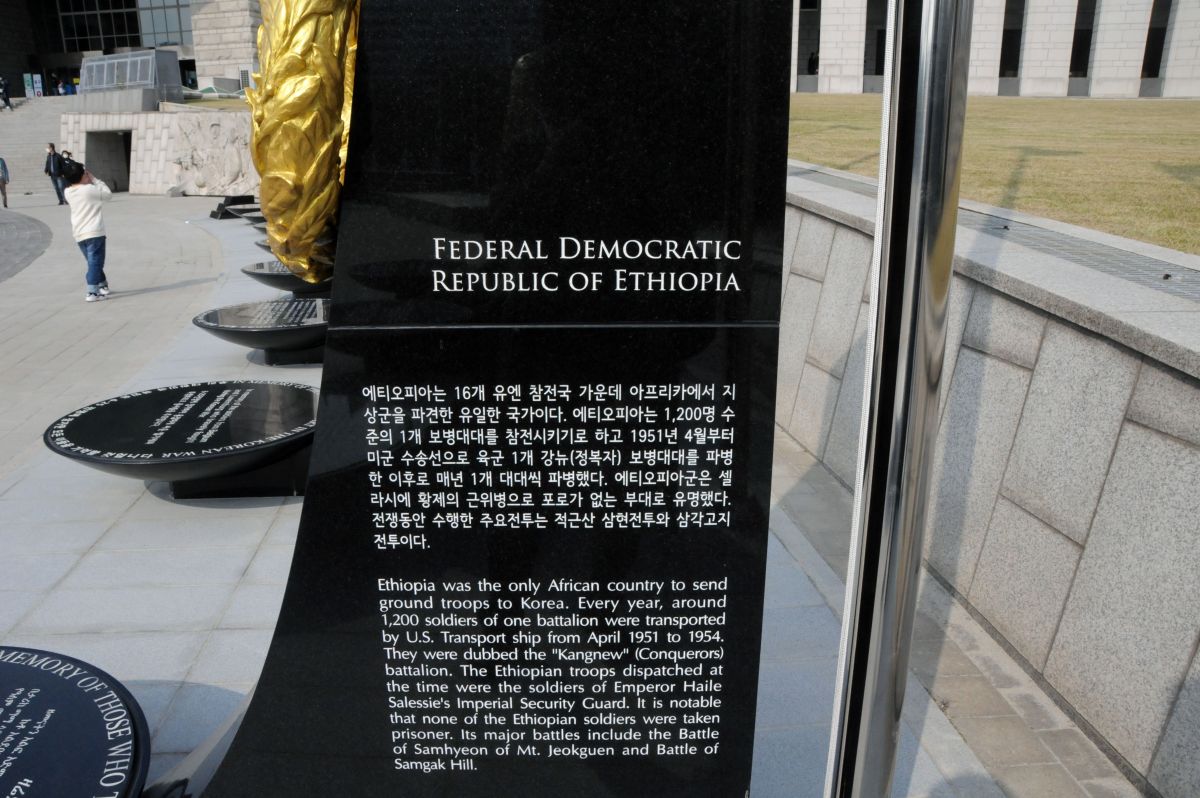 FEDERAL DEMOCRATIC
REPUBLIC OF ETHIOPIA
에티오피아는 16개 유엔 참전국 가운데 아프리카에서 지
상군을 파견한 유일한 국가이다. 에티오피아는 1,200명 수
준의 1개 보병대대를 참전시키기로 하고 1951년 4월부터
미군 수송선으로 육군 1개 강뉴(정복자) 보병대대를 파병
한 이후로 매년 1개 대대씩 파병했다. 에티오피아군은 셀
라시에 황제의 근위병으로 포로가 없는 부대로 유명했다.
전쟁동안 수행한 주요전투는 적근산 삼현전투와 삼각고지
전투이다.
Ethiopia was the only African country to send
ground troops to Korea. Every year, around
1,200 soldiers of one battalion were transported
by U.S. Transport ship from April 1951 to 1954.
They were dubbed the "Kangnew" (Conquerors)
battalion. The Ethiopian troops dispatched at
the time were the soldiers of Emperor Haile
Salessie's Imperial Security Guard. It is notable
that none of the Ethiopian soldiers were taken
prisoner. Its major battles include the Battle
of Samhyeon of Mt. Jeokguen and Battle of
Samgak Hill.
THE KOREAN WAR
MEMORY OF THOSE WHO